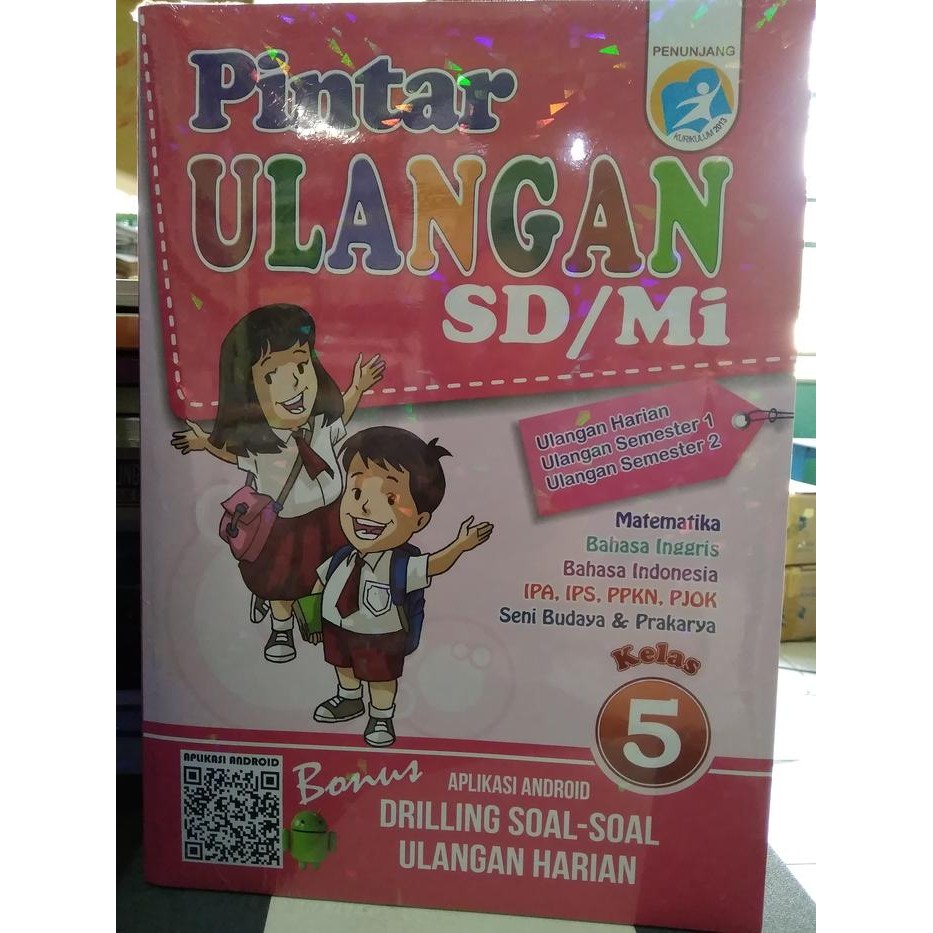 Pintar
PENUNJANG
KURIKULUM 2013
ULANGAN
SD/Mi
Ulangan Harian
Ulangan Semester 1
Ulangan Semester 2
Matematika
Bahasa Inggris
Bahasa Indonesia
IPA, IPS, PPKN, PJOK
Seni Budaya & Prakarya
Kelas
5
APLIKASI ANDROID
Bonus
APLIKASI ANDROID
DRILLING SOAL-SOAL
ULANGAN HARIAN